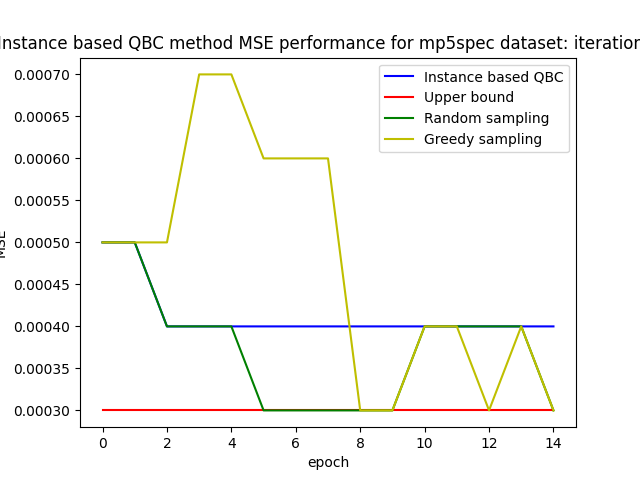 Instance based QBC method MSE performance for mp5spec dataset: iteration
0.00070
0.00065
0.00060
0.00055
0.00050
0.00045
0.00040
0.00035
0.00030
MSE
0 2 4 6 8 10 12 14
epoch
Instance based QBC
Upper bound
Random sampling
Greedy sampling